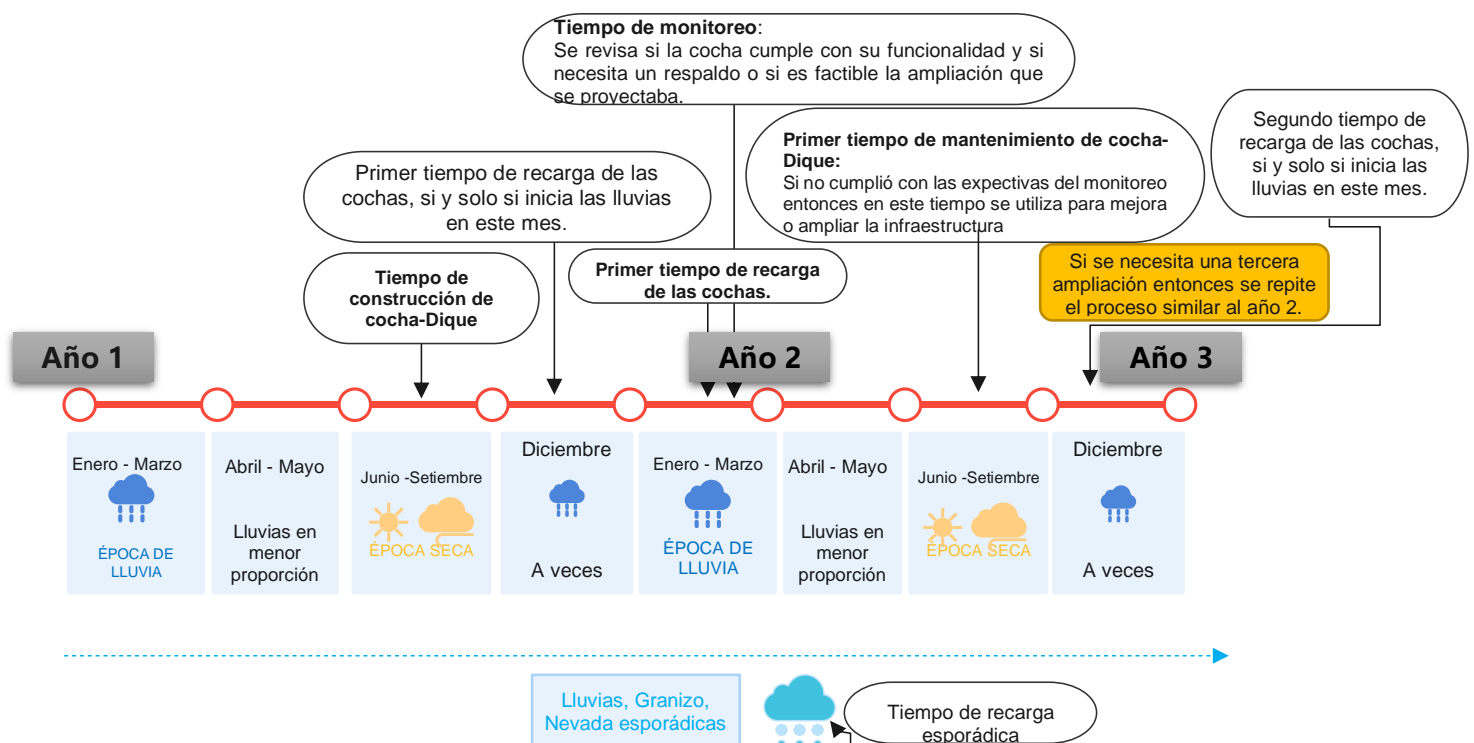 Tiempo de monitoreo:
Se revisa si la cocha cumple con su funcionalidad y si
necesita un respaldo o si es factible la ampliación que
se proyectaba.
Primer tiempo de mantenimiento de cocha-
Dique:
Si no cumplió con las expectivas del monitoreo
entonces en este tiempo se utiliza para mejora
o ampliar la infraestructura
Segundo tiempo de
recarga de las cochas,
si y solo si inicia las
lluvias en este mes.
Primer tiempo de recarga de las
cochas, si y solo si inicia las lluvias
en este mes.
Tiempo de
construcción de
cocha-Dique
Primer tiempo de recarga
de las cochas.
Si se necesita una tercera
ampliación entonces se repite
el proceso similar al año 2.
Año 1
Año 2
Año 3
Enero - Marzo
ÉPOCA DE
LLUVIA
Abril - Mayo
Lluvias en
menor
proporción
Junio -Setiembre
ÉPOCA SECA
Diciembre
A veces
Enero - Marzo
ÉPOCA DE
LLUVIA
Abril - Mayo
Lluvias en
menor
proporción
Junio -Setiembre
ÉPOCA SECA
Diciembre
A veces
Lluvias, Granizo,
Nevada esporádicas
Tiempo de recarga
esporádica